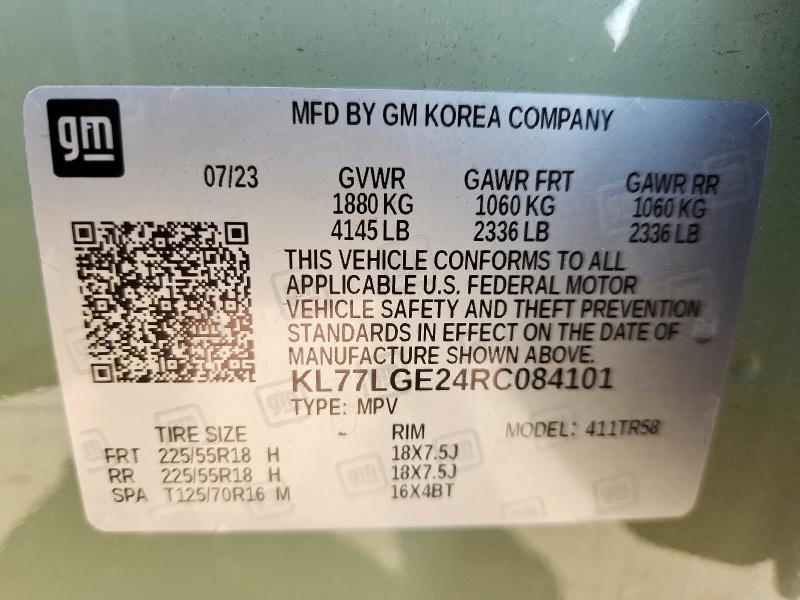 gm
MFD BY GM KOREA COMPANY
07/23 GVWR GAWR FRT GAWR RR
1880 KG 1060 KG 1060 KG
4145 LB 2336 LB 2336 LB
THIS VEHICLE CONFORMS TO ALL
APPLICABLE U.S. FEDERAL MOTOR
VEHICLE SAFETY AND THEFT PREVENTION
STANDARDS IN EFFECT ON THE DATE OF
MANUFACTURE SHOWN ABOVE.
KL77LGE24RC084101
TYPE: MPV
TIRE SIZE RIM MODEL: 411TR58
FRT 225/55R18 H 18X7.5J
RR 225/55R18 H 18X7.5J
SPA T125/70R16 M 16X4BT